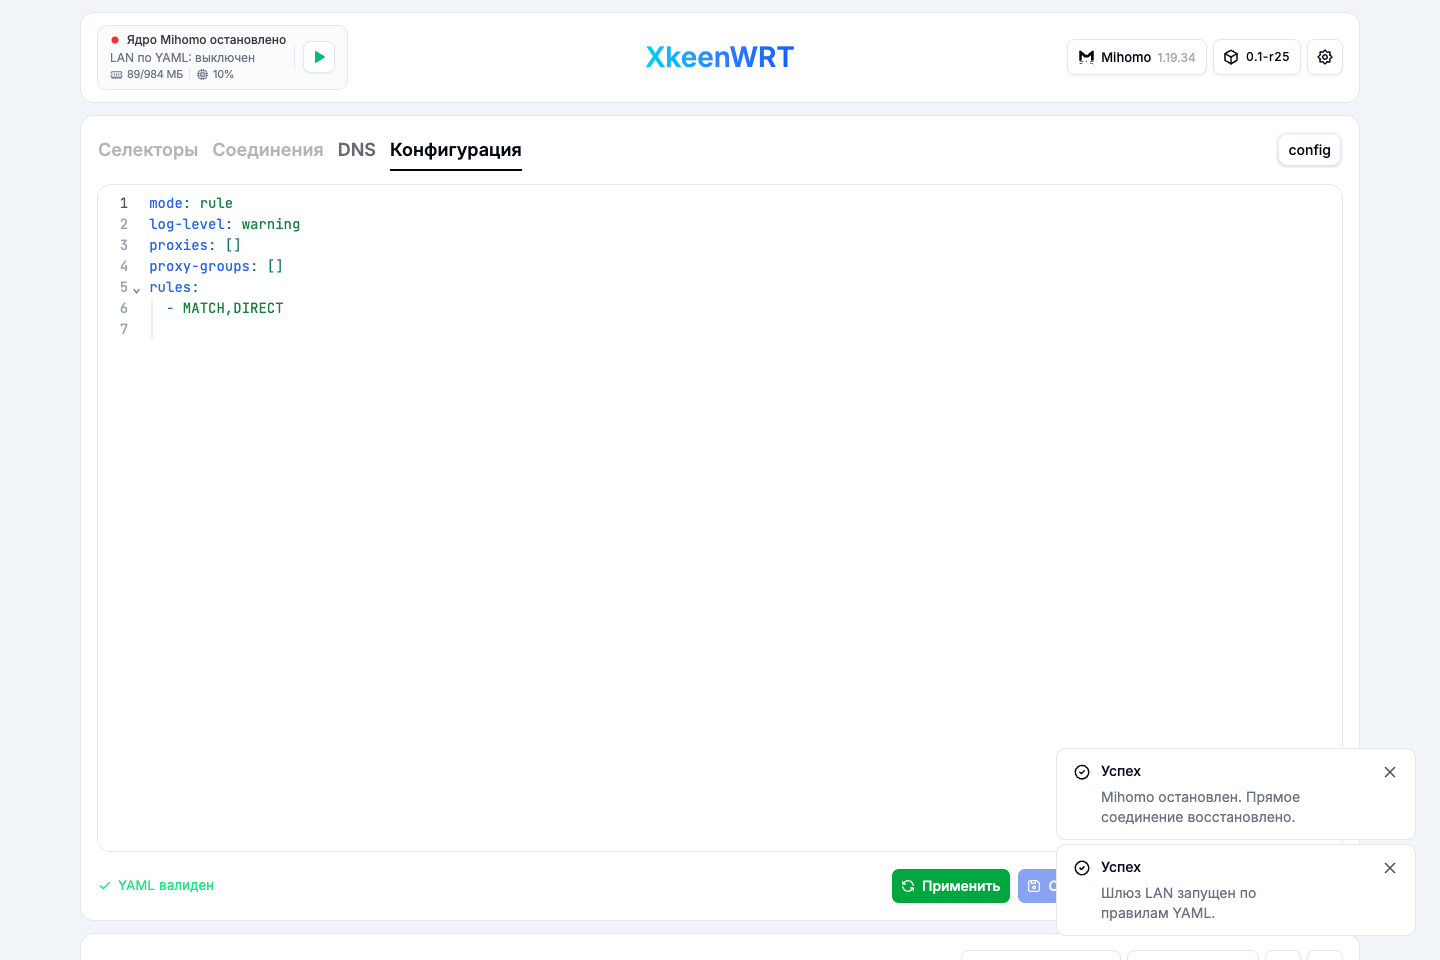 Ядро Mihomo остановлено
LAN по YAML: выключен
89/984 МБ 10%
XkeenWRT
Mihomo 1.19.34
0.1-r25
Селекторы Соединения DNS Конфигурация
config
1 mode: rule
2 log-level: warning
3 proxies: []
4 proxy-groups: []
5 rules:
6 - MATCH,DIRECT
7
Успех
Mihomo остановлен. Прямое
соединение восстановлено.
Успех
Шлюз LAN запущен по
правилам YAML.
YAML валиден
Применить